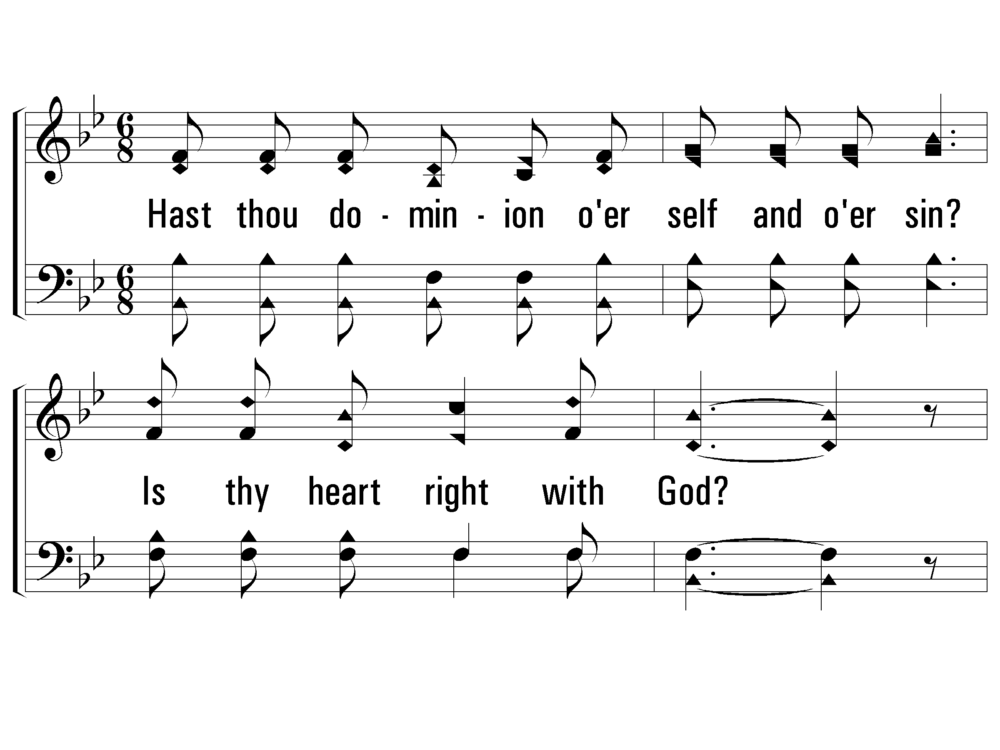 Hast thou do - min - ion o'er self and o'er sin?
Is thy heart right with God?